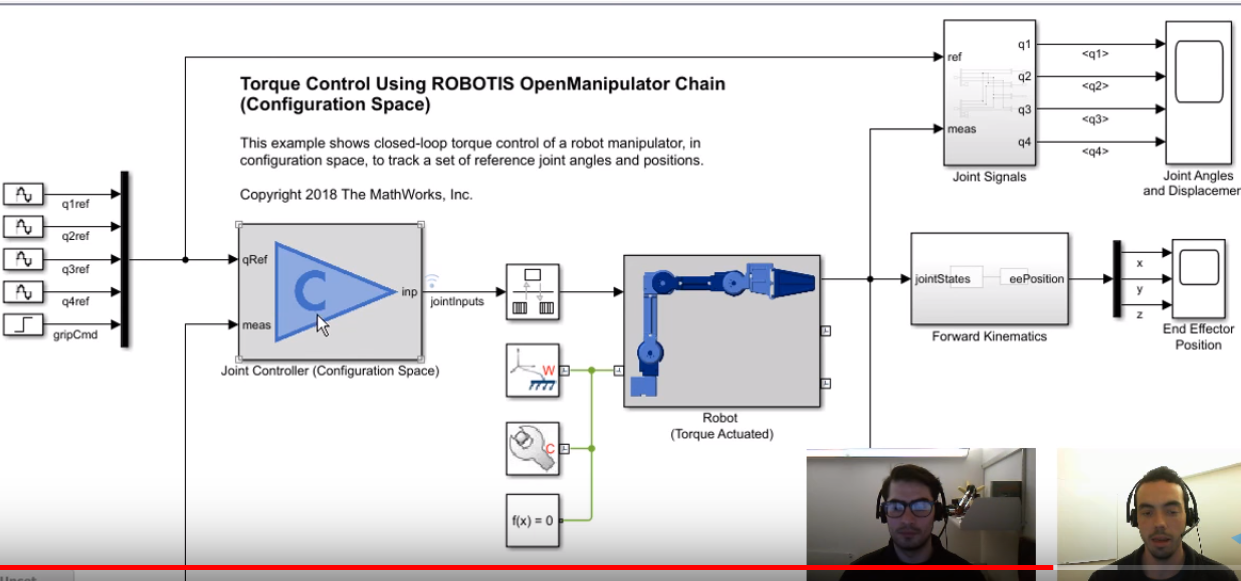 Torque Control Using ROBOTIS OpenManipulator Chain
(Configuration Space)
This example shows closed-loop torque control of a robot manipulator, in
configuration space, to track a set of reference joint angles and positions.
Copyright 2018 The MathWorks, Inc.
q1ref
q2ref
q3ref
q4ref
gripCmd
qRef
meas
C
inp
Joint Controller (Configuration Space)
jointInputs
W
C
f(x) = 0
Robot
(Torque Actuated)
ref
meas
q1
q2
q3
q4
Joint Signals
<q1>
<q2>
<q3>
<q4>
Joint Angles
and Displacemen
jointStates
eePosition
Forward Kinematics
x
y
z
End Effector
Position